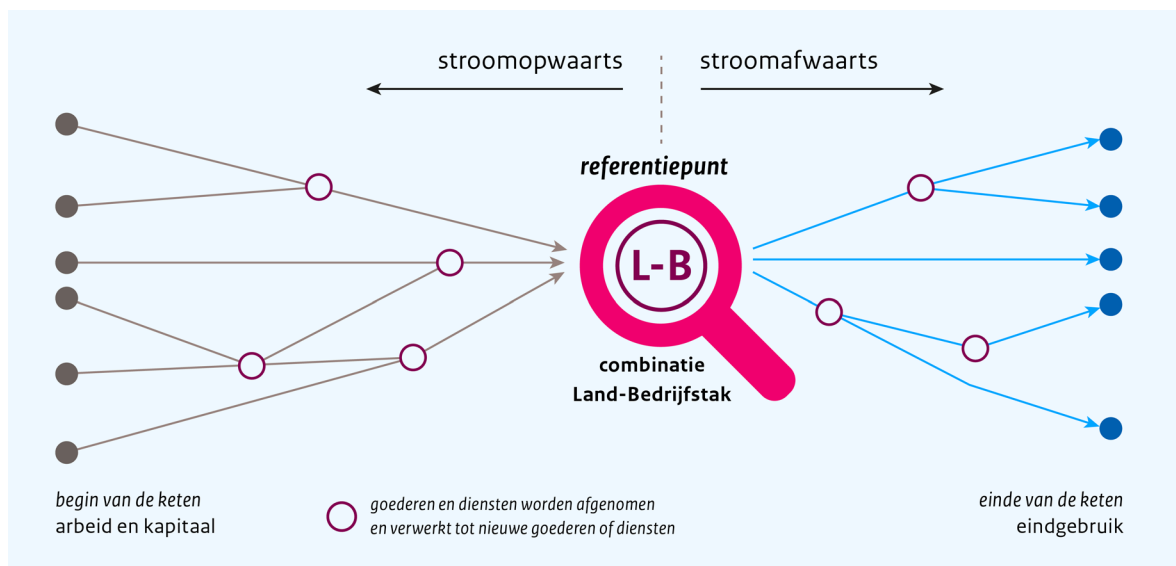 stroomopwaarts
stroomafwaarts
referentiepunt
L-B
combinatie
Land-Bedrijfstak
begin van de keten
arbeid en kapitaal
goederen en diensten worden afgenomen
en verwerkt tot nieuwe goederen of diensten
einde van de keten
eindgebruik